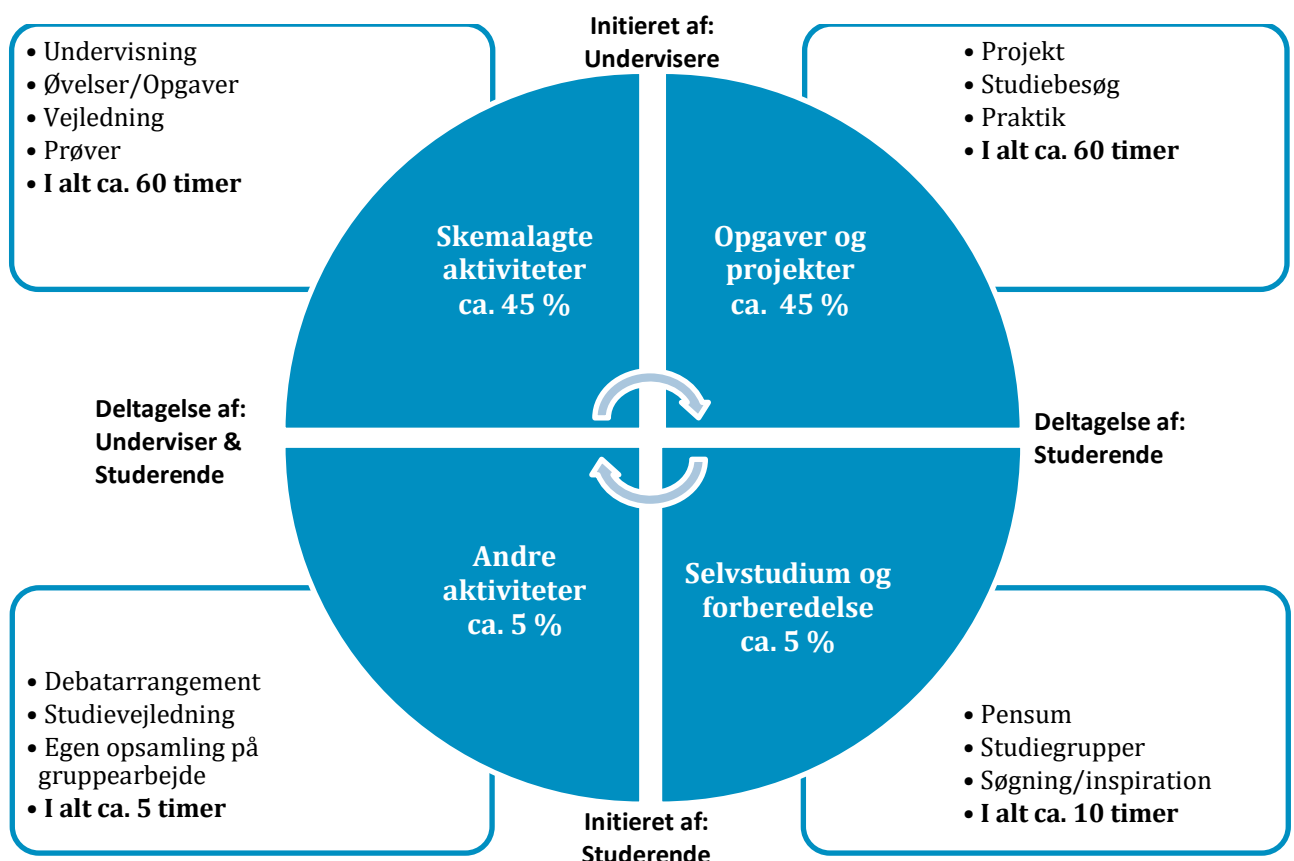 Initieret af:
Undervisere
• Undervisning
• Øvelser/Opgaver
• Vejledning
• Prøver
• I alt ca. 60 timer
• Projekt
• Studiebesøg
• Praktik
• I alt ca. 60 timer
Skemalagte
aktiviteter
ca. 45 %
Opgaver og
projekter
ca. 45 %
Deltagelse af:
Underviser &
Studerende
Deltagelse af:
Studerende
Andre
aktiviteter
ca. 5 %
Selvstudium og
forberedelse
ca. 5 %
• Debatarrangement
• Studievejledning
• Egen opsamling på
gruppearbejde
• I alt ca. 5 timer
• Pensum
• Studiegrupper
• Søgning/inspiration
• I alt ca. 10 timer
Initieret af:
Studerende